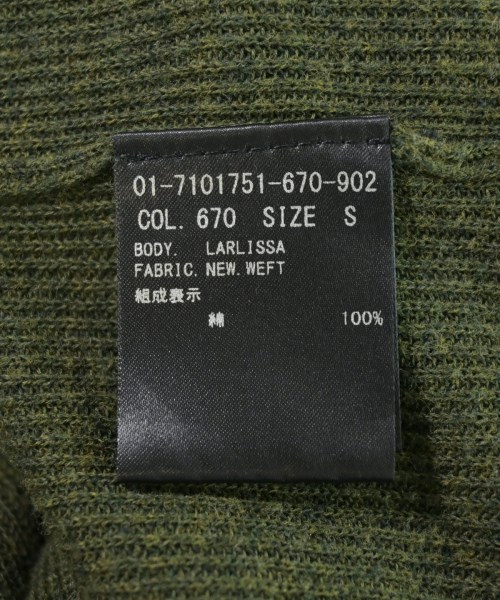 01-7101751-670-902
COL. 670 SIZE S
BODY. LARLISSA
FABRIC. NEW. WEFT
組成表示
綿 100%